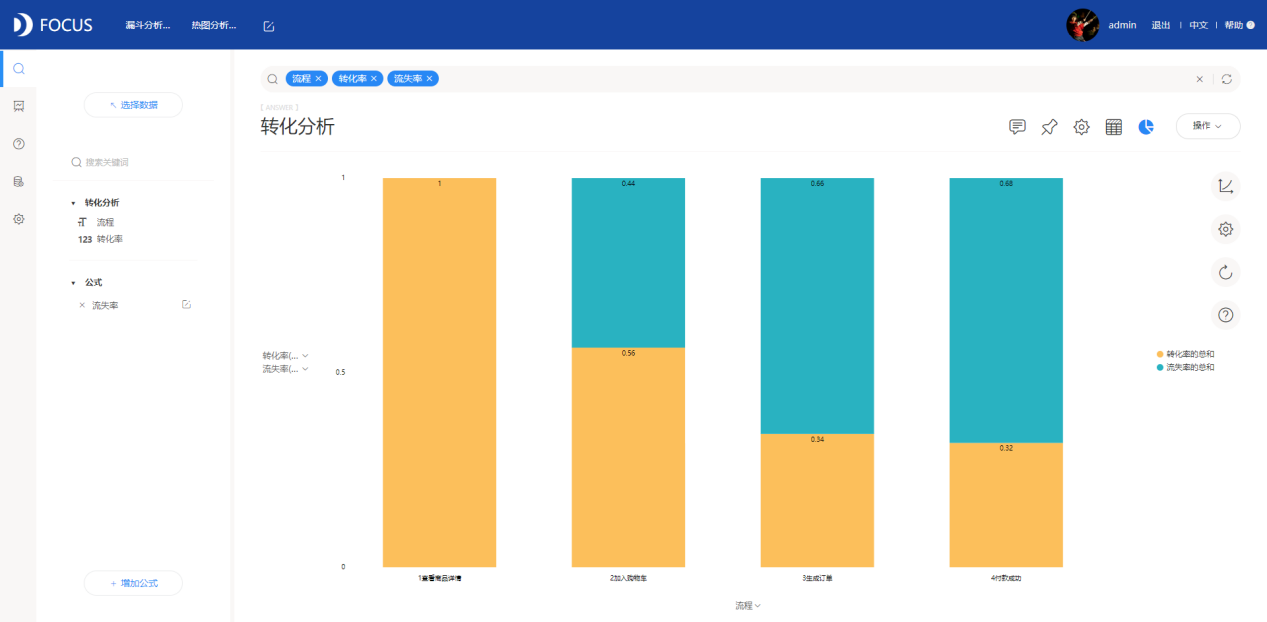 FOCUS 漏斗分析... 热图分析... admin 退出 | 中文 | 帮助
流程 × 转化率 × 流失率 ×
选择数据
[ ANSWER ]
转化分析
操作
搜索关键词
转化分析
流程
123 转化率
公式
× 流失率
+ 增加公式
转化率(...
流失率(...
1
0.5
0
1
0.44
0.56
0.66
0.34
0.68
0.32
1查看商品详情
2加入购物车
3生成订单
4付款成功
流程
转化率的总和
流失率的总和